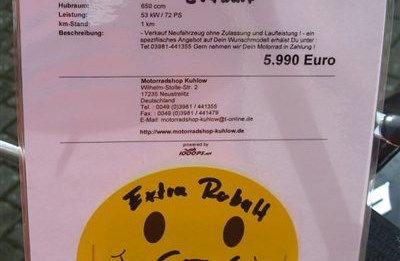 Hubraum: 650 ccm
Leistung: 53 kW / 72 PS
km-Stand: 1 km
Beschreibung: - Verkauf Neufahrzeug ohne Zulassung und Laufleistung ! - ein
spezifisches Angebot auf Dein Wunschmodell erhälst Du unter
Tel.03981-441355 Gern nehmen wir Dein Motorrad in Zahlung !
5.990 Euro
Motorradshop Kuhlow
Wilhelm-Stolte-Str. 2
17235 Neustrelitz
Deutschland
Tel : 0049 (0)3981 / 441355
Fax : 0049 (0)3981 / 441479
E-Mail: motorradshop-kuhlow@t-online.de
http://www.motorradshop-kuhlow.de
powered by
1000PS.net
Extra Rabatt